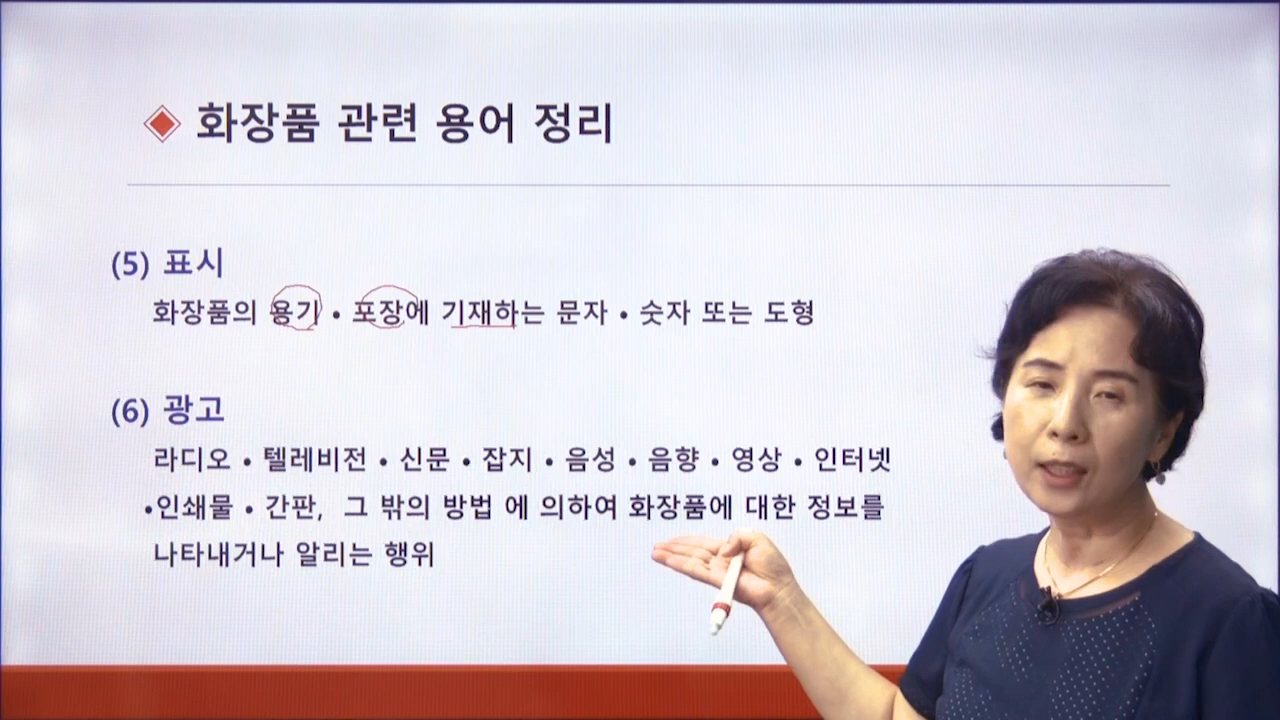 화장품 관련 용어 정리
(5) 표시
화장품의 용기 • 포장에 기재하는 문자 • 숫자 또는 도형
(6) 광고
라디오 • 텔레비전 • 신문 • 잡지 • 음성 • 음향 • 영상 • 인터넷
•인쇄물 • 간판, 그 밖의 방법 에 의하여 화장품에 대한 정보를
나타내거나 알리는 행위